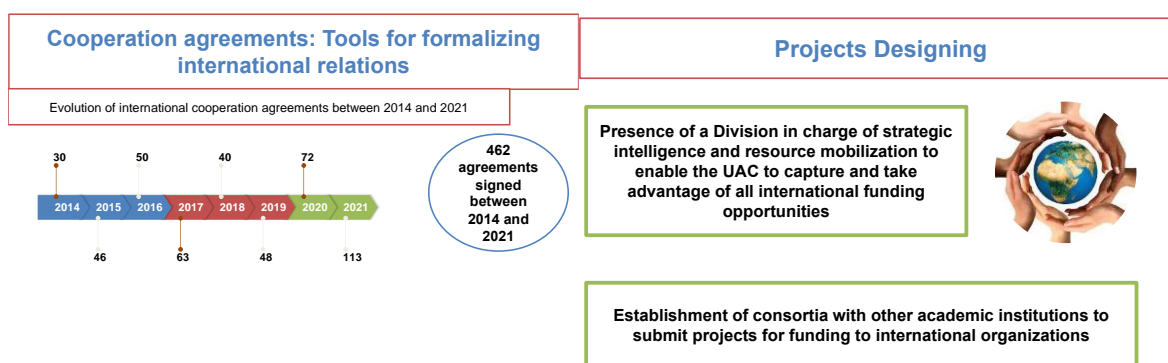 Cooperation agreements: Tools for formalizing
international relations
Evolution of international cooperation agreements between 2014 and 2021
30
50
40
72
2014
2015
2016
2017
2018
2019
2020
2021
46
63
48
113
462
agreements
signed
between
2014 and
2021
Projects Designing
Presence of a Division in charge of strategic
intelligence and resource mobilization to
enable the UAC to capture and take
advantage of all international funding
opportunities
Establishment of consortia with other academic institutions to
submit projects for funding to international organizations